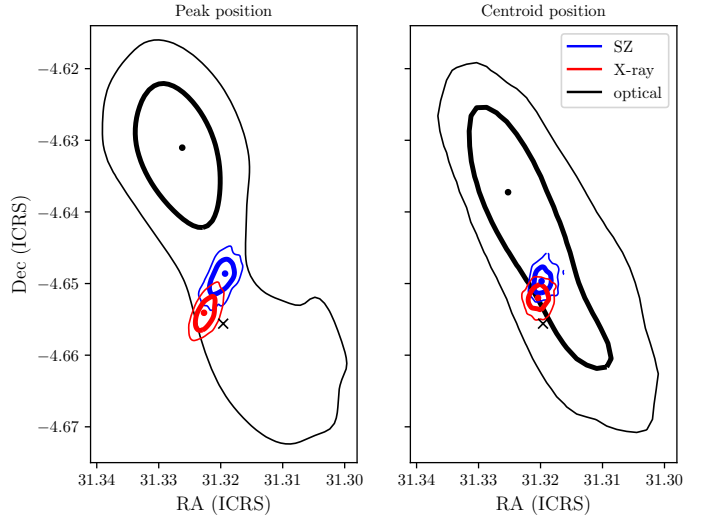 Peak position
Centroid position
−4.62
−4.63
−4.64
−4.65
−4.66
−4.67
Dec (ICRS)
31.34 31.33 31.32 31.31 31.30
RA (ICRS)
SZ
X-ray
optical
31.34 31.33 31.32 31.31 31.30
RA (ICRS)